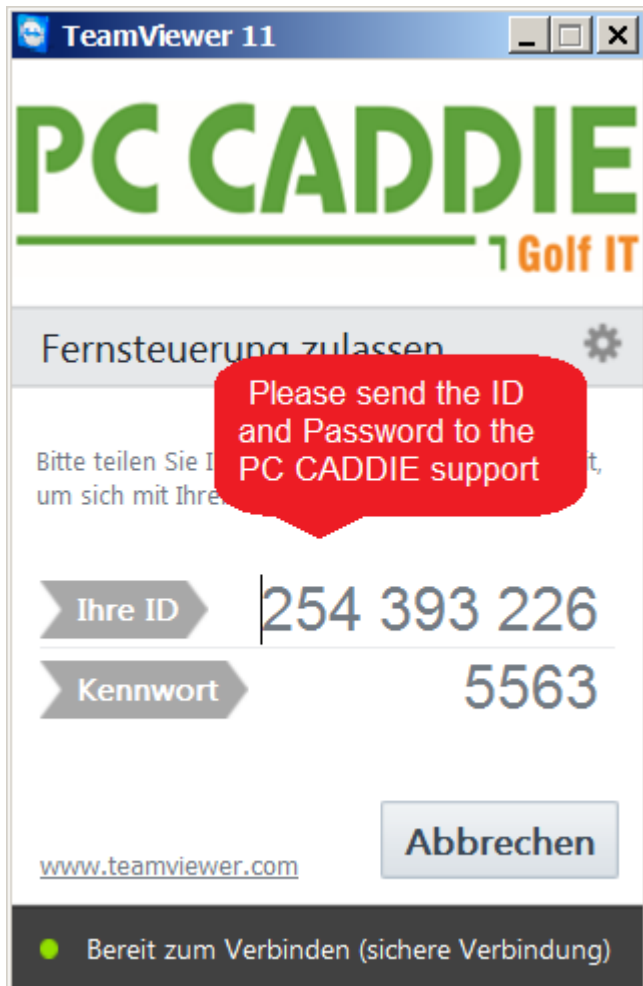 TeamViewer 11
PC CADDIE
Golf IT
Fernsteuerung zulassen
Please send the ID
and Password to the
PC CADDIE support
Bitte teilen Sie
um sich mit
Ihre ID
254 393 226
Kennwort
5563
Abbrechen
www.teamviewer.com
Bereit zum Verbinden (sichere Verbindung)